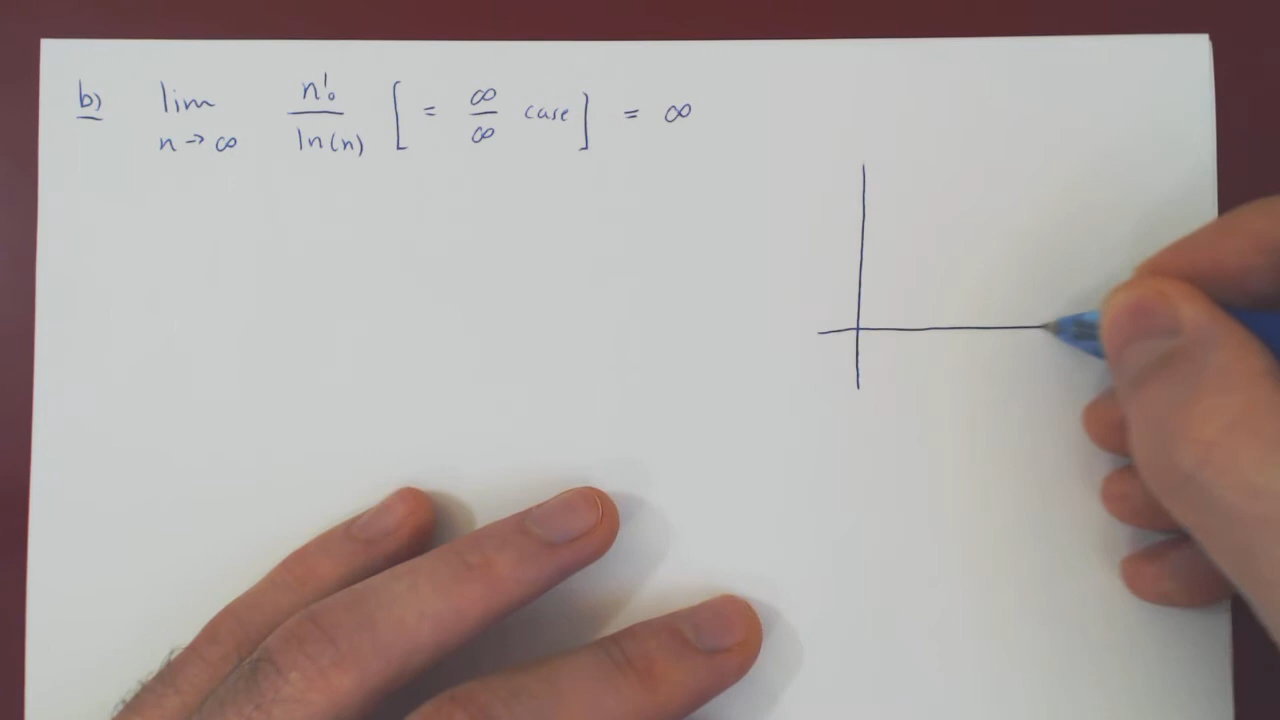 b) lim n→∞ n! / ln(n) [ = ∞/∞ case ] = ∞